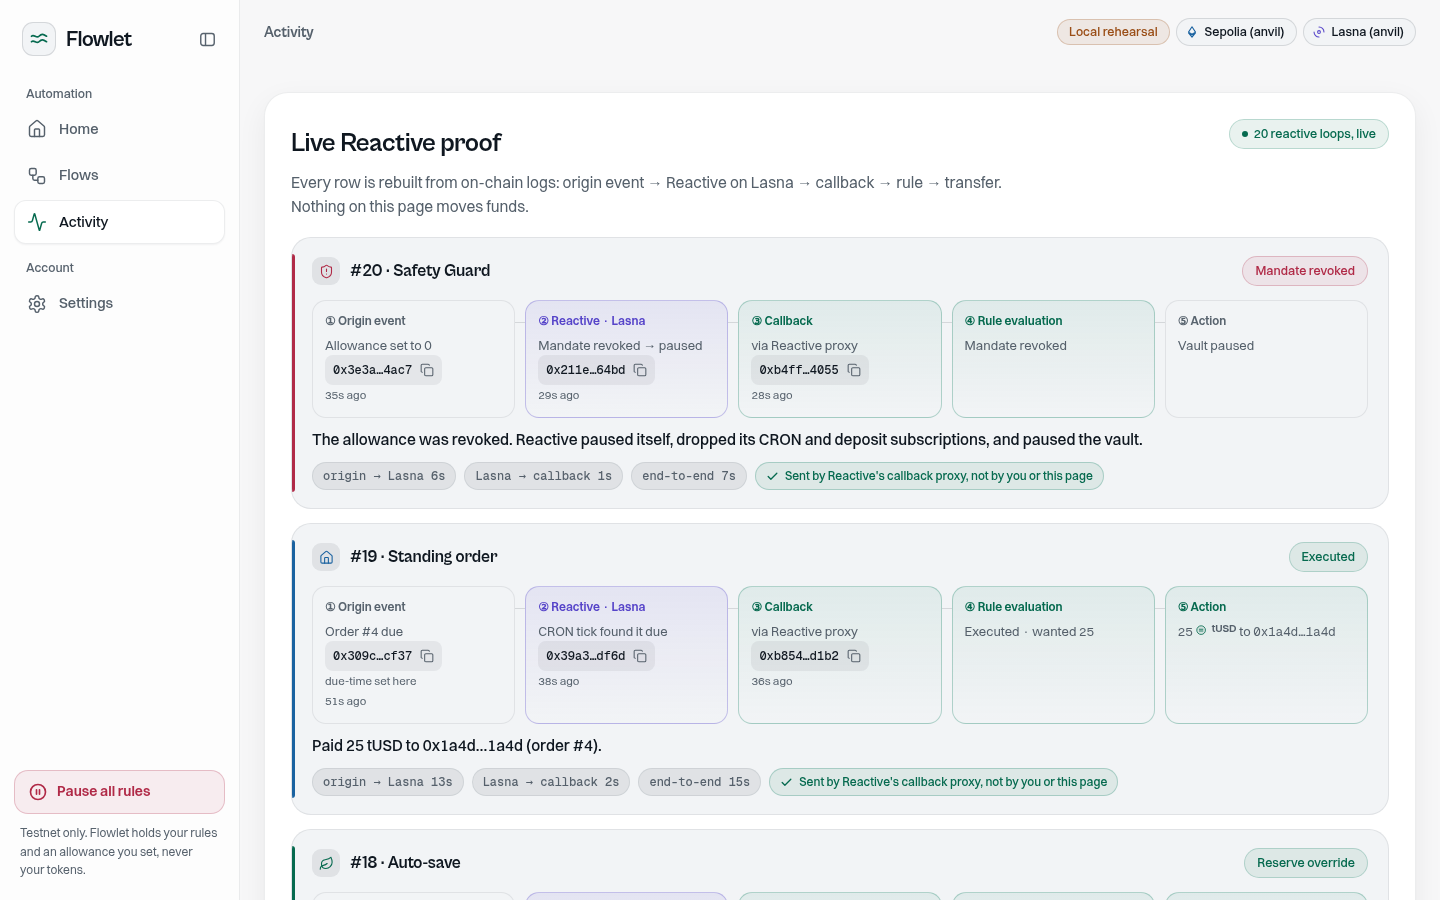 Flowlet
Automation
Home
Flows
Activity
Account
Settings
Pause all rules
Testnet only. Flowlet holds your rules
and an allowance you set, never
your tokens.
Activity
Local rehearsal
Sepolia (anvil)
Lasna (anvil)
Live Reactive proof
20 reactive loops, live
Every row is rebuilt from on-chain logs: origin event → Reactive on Lasna → callback → rule → transfer.
Nothing on this page moves funds.
#20 · Safety Guard
Mandate revoked
① Origin event
Allowance set to 0
0x3e3a…4ac7
35s ago
② Reactive · Lasna
Mandate revoked → paused
0x211e…64bd
29s ago
③ Callback
via Reactive proxy
0xb4ff…4055
28s ago
④ Rule evaluation
Mandate revoked
⑤ Action
Vault paused
The allowance was revoked. Reactive paused itself, dropped its CRON and deposit subscriptions, and paused the vault.
origin → Lasna 6s
Lasna → callback 1s
end-to-end 7s
Sent by Reactive's callback proxy, not by you or this page
#19 · Standing order
Executed
① Origin event
Order #4 due
0x309c…cf37
due-time set here
51s ago
② Reactive · Lasna
CRON tick found it due
0x39a3…df6d
38s ago
③ Callback
via Reactive proxy
0xb854…d1b2
36s ago
④ Rule evaluation
Executed · wanted 25
⑤ Action
25 tUSD to 0x1a4d…1a4d
Paid 25 tUSD to 0x1a4d…1a4d (order #4).
origin → Lasna 13s
Lasna → callback 2s
end-to-end 15s
Sent by Reactive's callback proxy, not by you or this page
#18 · Auto-save
Reserve override